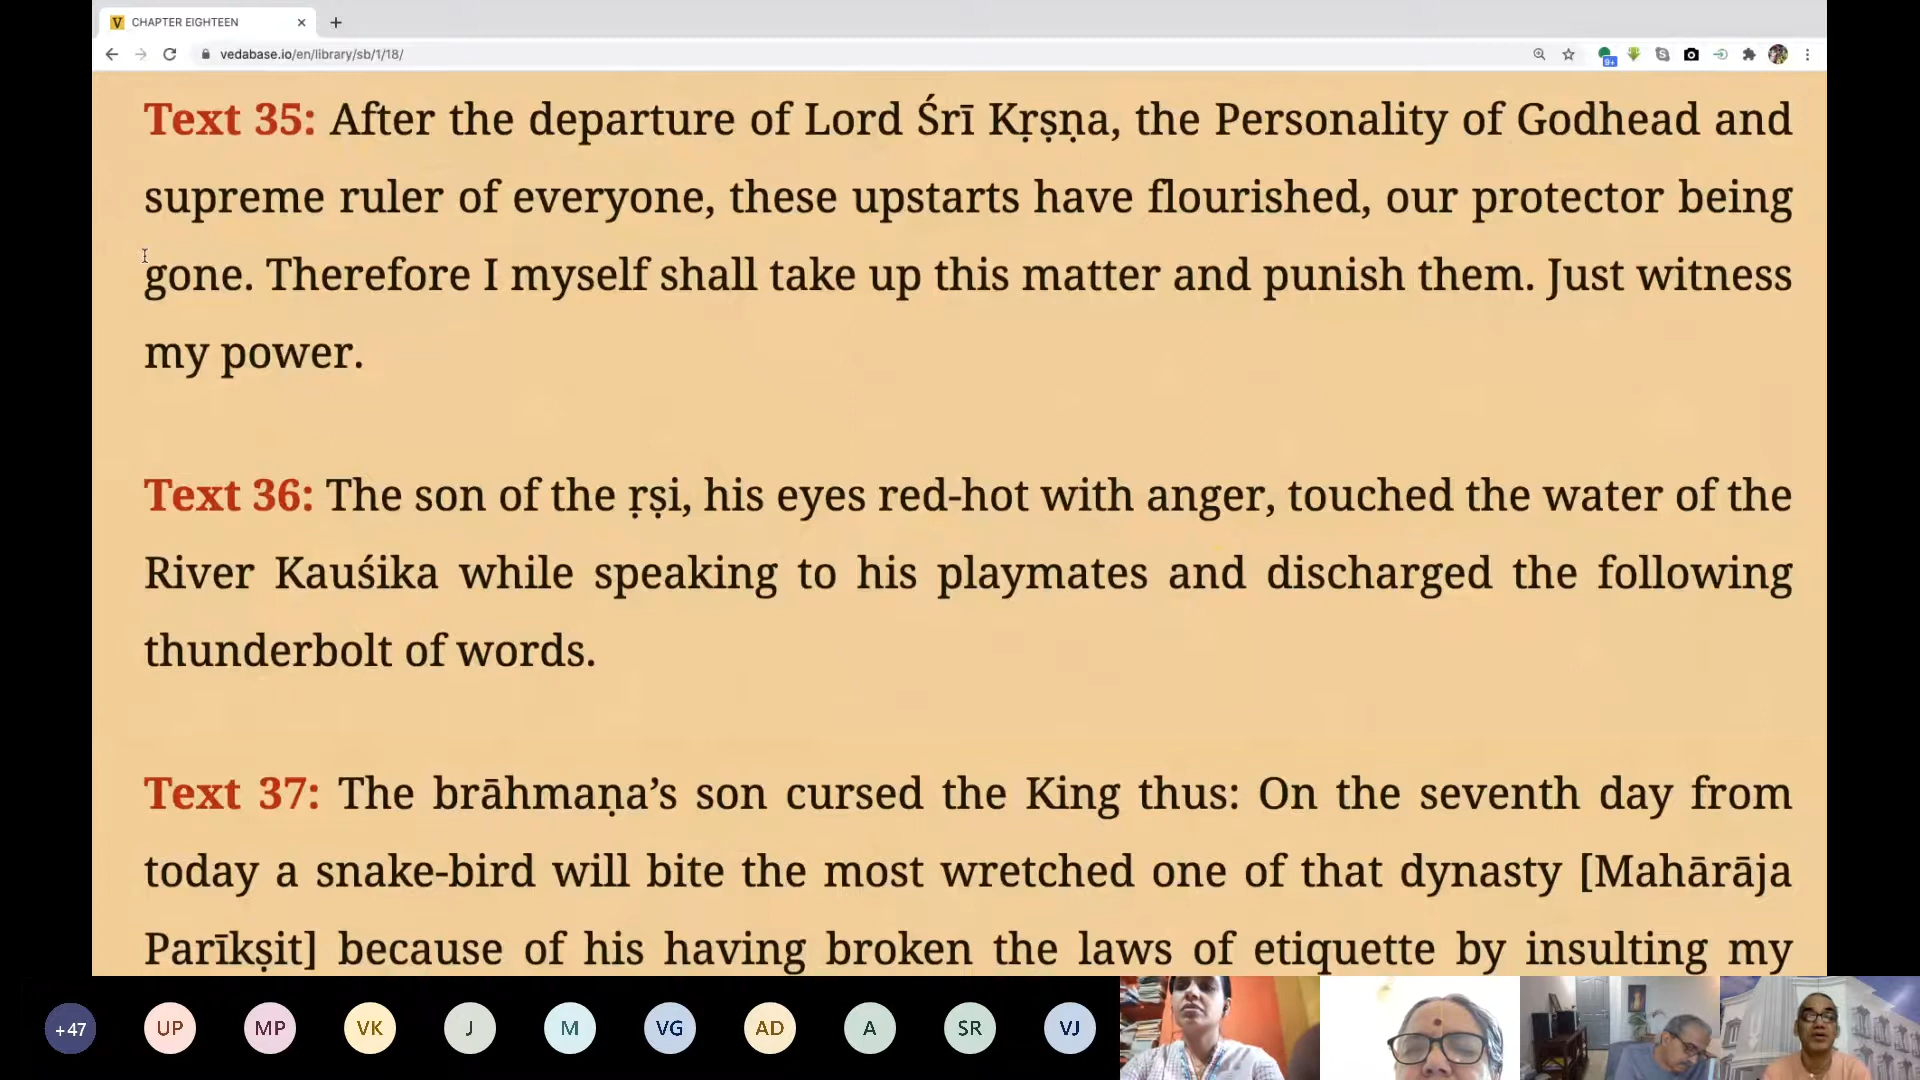 CHAPTER EIGHTEEN
vedabase.io/en/library/sb/1/18/
9+
Text 35: After the departure of Lord Śrī Kṛṣṇa, the Personality of Godhead and
supreme ruler of everyone, these upstarts have flourished, our protector being
gone. Therefore I myself shall take up this matter and punish them. Just witness
my power.
Text 36: The son of the ṛṣi, his eyes red-hot with anger, touched the water of the
River Kauśika while speaking to his playmates and discharged the following
thunderbolt of words.
Text 37: The brāhmaṇa’s son cursed the King thus: On the seventh day from
today a snake-bird will bite the most wretched one of that dynasty [Mahārāja
Parīkṣit] because of his having broken the laws of etiquette by insulting my
+47 UP MP VK J M VG AD A SR VJ